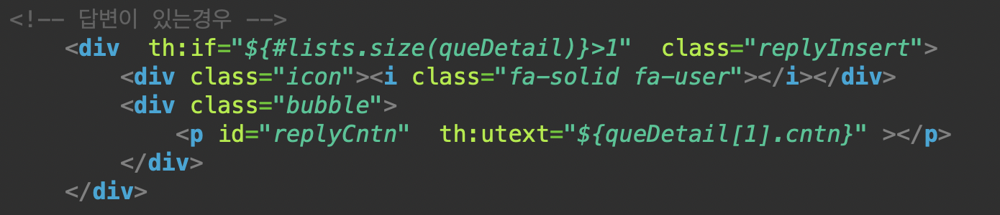 <!-- 답변이 있는경우 -->
<div  th:if="${#lists.size(queDetail)}>1"  class="replyInsert">
<div class="icon"><i class="fa-solid fa-user"></i></div>
<div class="bubble">
<p id="replyCntn"  th:utext="${queDetail[1].cntn}" ></p>
</div>
</div>